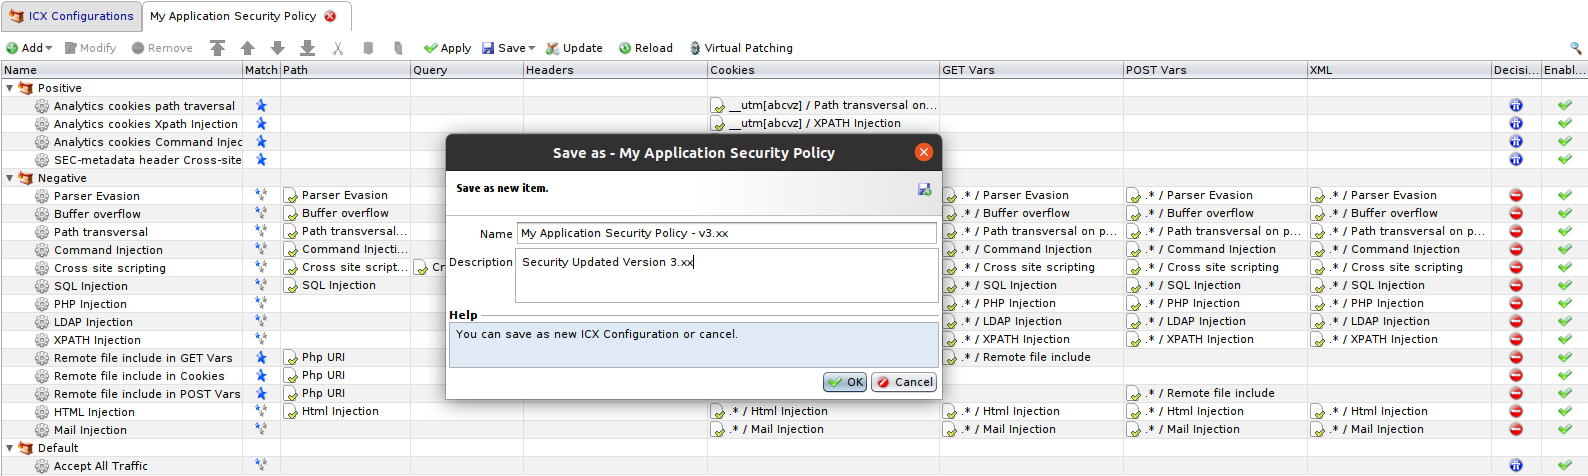 ICX Configurations My Application Security Policy
Add Modify Remove Apply Save Update Reload Virtual Patching
Name Match Path Query Headers Cookies GET Vars POST Vars XML Decisi... Enabl...
Positive
Analytics cookies path traversal __utm[abcvz] / Path transversal on...
Analytics cookies Xpath Injection __utm[abcvz] / XPATH Injection
Analytics cookies Command Injec
SEC-metadata header Cross-site
Negative
Parser Evasion Parser Evasion .* / Parser Evasion .* / Parser Evasion .* / Parser Evasion
Buffer overflow Buffer overflow .* / Buffer overflow .* / Buffer overflow .* / Buffer overflow
Path transversal Path transversal... .* / Path transversal on p... .* / Path transversal on p... .* / Path transversal on p...
Command Injection Command Injecti... .* / Command Injection .* / Command Injection .* / Command Injection
Cross site scripting Cross site script... Cr .* / Cross site scripting .* / Cross site scripting .* / Cross site scripting
SQL Injection SQL Injection .* / SQL Injection .* / SQL Injection .* / SQL Injection
PHP Injection .* / PHP Injection .* / PHP Injection .* / PHP Injection
LDAP Injection .* / LDAP Injection .* / LDAP Injection .* / LDAP Injection
XPATH Injection .* / XPATH Injection .* / XPATH Injection .* / XPATH Injection
Remote file include in GET Vars Php URI .* / Remote file include
Remote file include in Cookies Php URI
Remote file include in POST Vars Php URI .* / Remote file include
HTML Injection Html Injection .* / Html Injection .* / Html Injection .* / Html Injection .* / Html Injection
Mail Injection .* / Mail Injection .* / Mail Injection .* / Mail Injection .* / Mail Injection
Default
Accept All Traffic
Save as - My Application Security Policy
Save as new item.
Name My Application Security Policy - v3.xx
Description Security Updated Version 3.xx
Help
You can save as new ICX Configuration or cancel.
OK Cancel